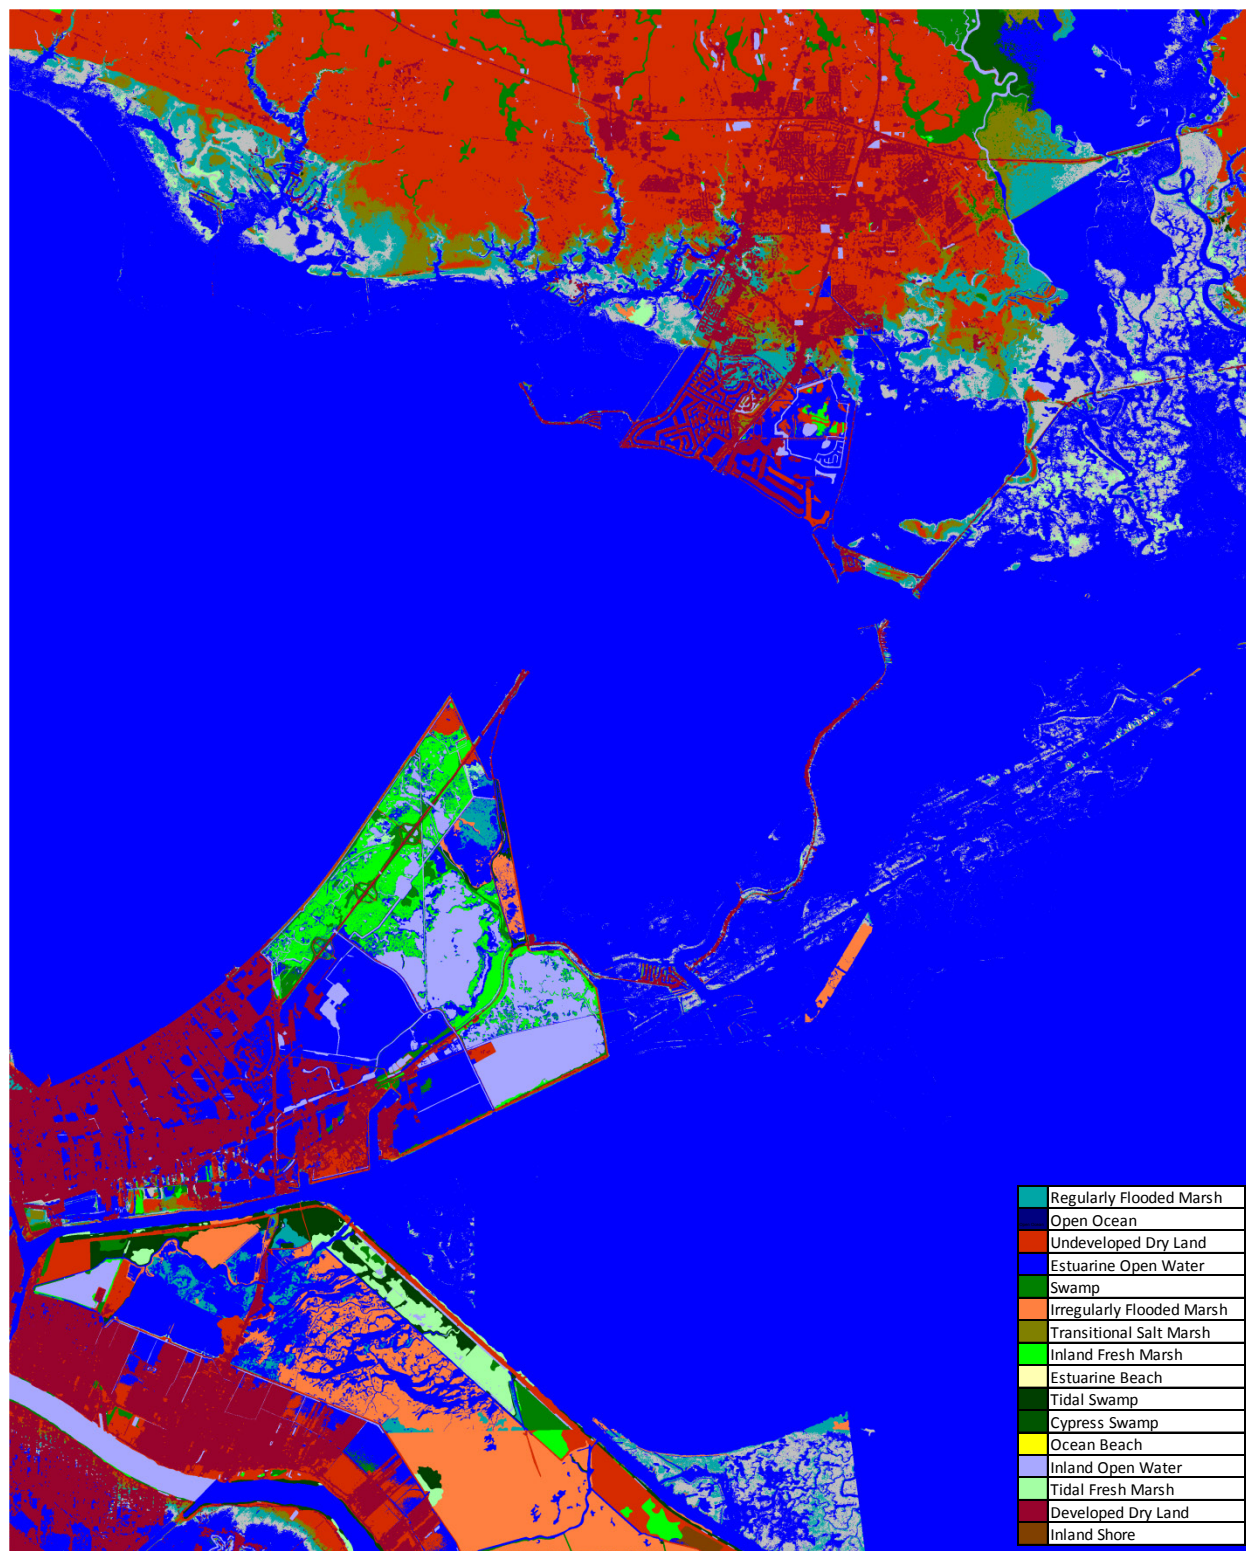 Regularly Flooded Marsh
Open Ocean
Undeveloped Dry Land
Estuarine Open Water
Swamp
Irregularly Flooded Marsh
Transitional Salt Marsh
Inland Fresh Marsh
Estuarine Beach
Tidal Swamp
Cypress Swamp
Ocean Beach
Inland Open Water
Tidal Fresh Marsh
Developed Dry Land
Inland Shore